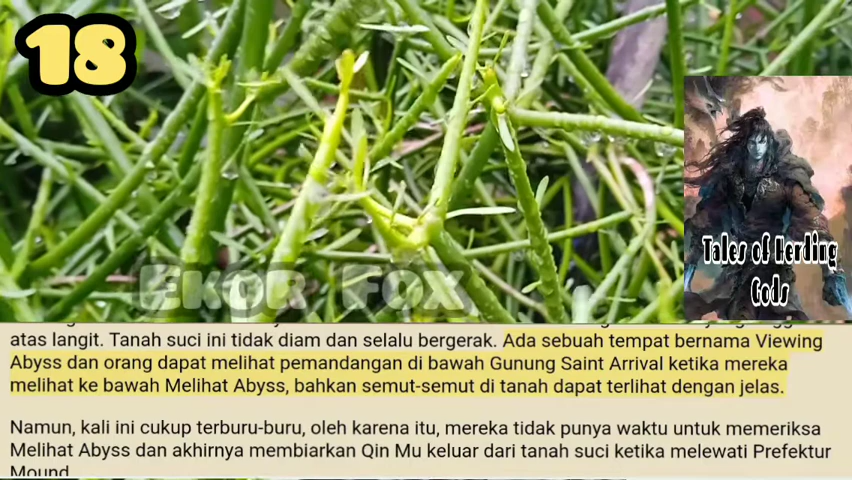 18
Tales of Herding
Gods
Ekor Fox
atas langit. Tanah suci ini tidak diam dan selalu bergerak. Ada sebuah tempat bernama Viewing
Abyss dan orang dapat melihat pemandangan di bawah Gunung Saint Arrival ketika mereka
melihat ke bawah Melihat Abyss, bahkan semut-semut di tanah dapat terlihat dengan jelas.
Namun, kali ini cukup terburu-buru, oleh karena itu, mereka tidak punya waktu untuk memeriksa
Melihat Abyss dan akhirnya membiarkan Qin Mu keluar dari tanah suci ketika melewati Prefektur
Mound